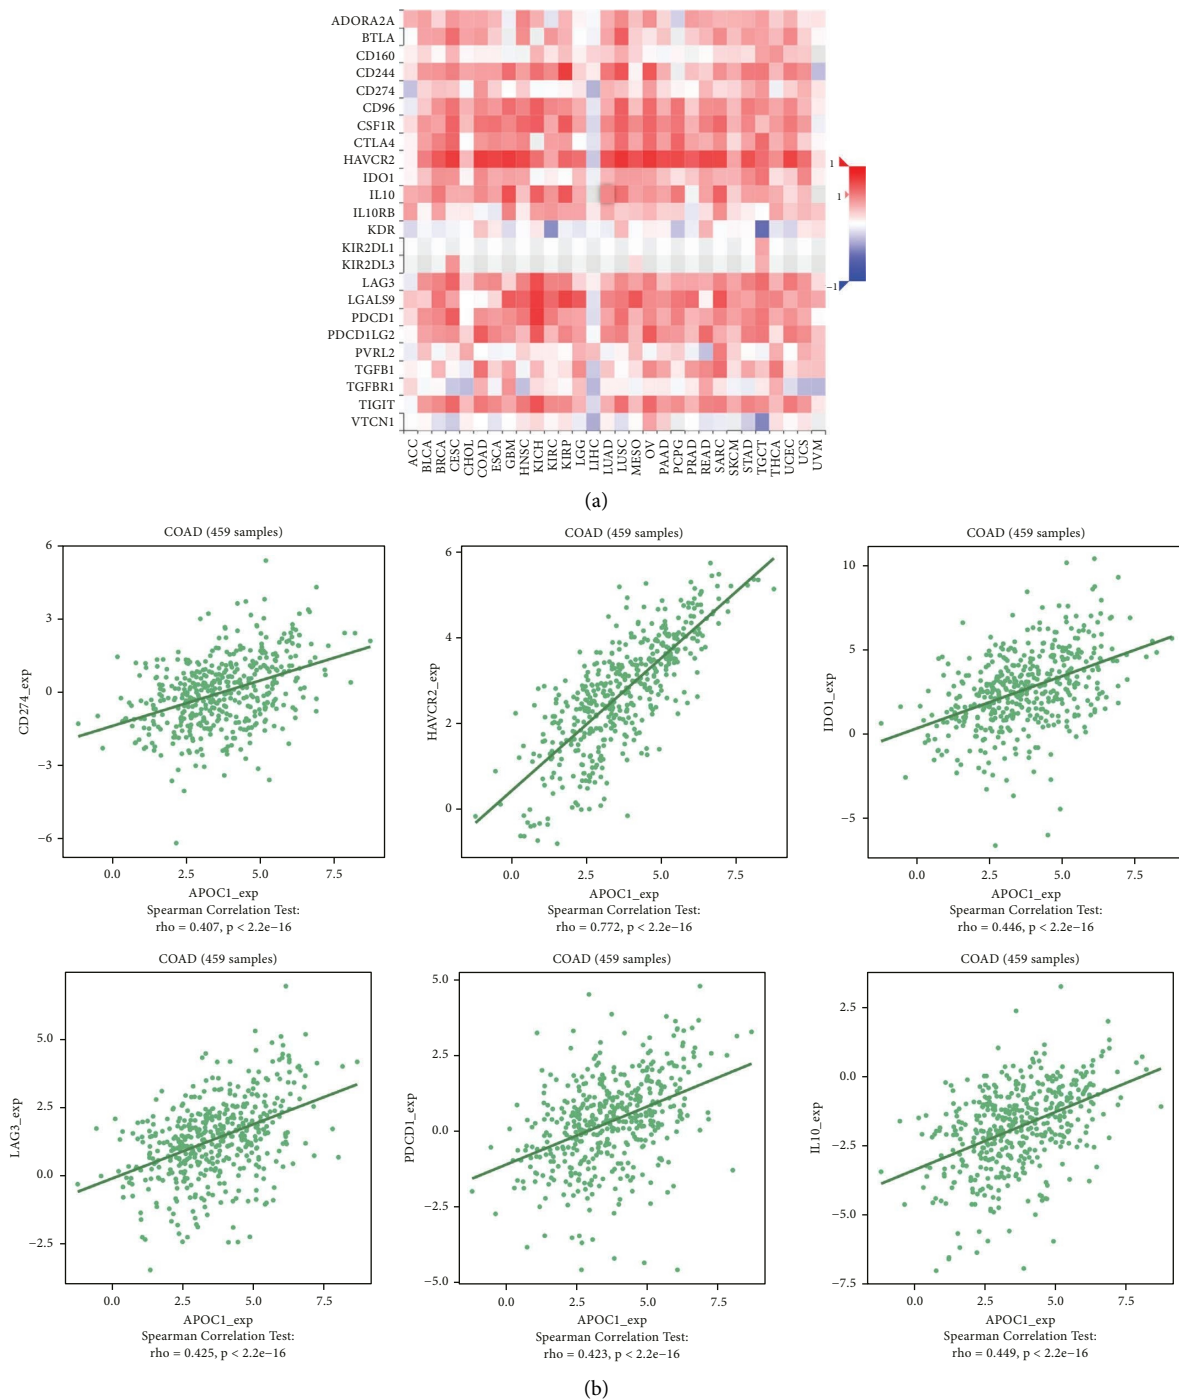 ADORA2A
BTLA
CD160
CD244
CD274
CD96
CSF1R
CTLA4
HAVCR2
IDO1
IL10
IL10RB
KDR
KIR2DL1
KIR2DL3
LAG3
LGALS9
PDCD1
PDCD1LG2
PVRL2
TGFB1
TGFBR1
TIGIT
VTCN1
1
1
−1
ACC BLCA BRCA CESC CHOL COAD ESCA GBM HNSC KICH KIRC KIRP LGG LIHC LUAD LUSC MESO OV PAAD PCPG PRAD READ SARC SKCM STAD TGCT THCA UCEC UCS UVM
(a)
COAD (459 samples)
CD274_exp
6
3
0
−3
−6
0.0 2.5 5.0 7.5
APOC1_exp
Spearman Correlation Test:
rho = 0.407, p < 2.2e−16
COAD (459 samples)
HAVCR2_exp
6
4
2
0
0.0 2.5 5.0 7.5
APOC1_exp
Spearman Correlation Test:
rho = 0.772, p < 2.2e−16
COAD (459 samples)
IDO1_exp
10
5
0
−5
0.0 2.5 5.0 7.5
APOC1_exp
Spearman Correlation Test:
rho = 0.446, p < 2.2e−16
COAD (459 samples)
LAG3_exp
5.0
2.5
0.0
−2.5
0.0 2.5 5.0 7.5
APOC1_exp
Spearman Correlation Test:
rho = 0.425, p < 2.2e−16
COAD (459 samples)
PDCD1_exp
5.0
2.5
0.0
−2.5
−5.0
0.0 2.5 5.0 7.5
APOC1_exp
Spearman Correlation Test:
rho = 0.423, p < 2.2e−16
COAD (459 samples)
IL10_exp
2.5
0.0
−2.5
−5.0
−7.5
0.0 2.5 5.0 7.5
APOC1_exp
Spearman Correlation Test:
rho = 0.449, p < 2.2e−16
(b)